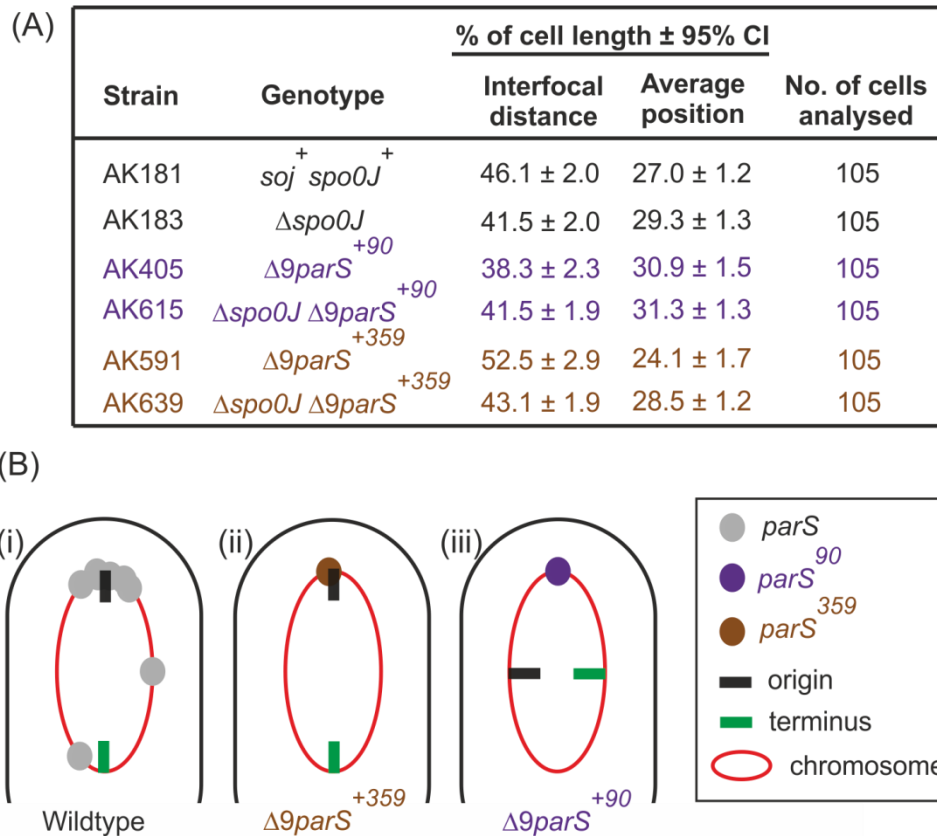 (A)
% of cell length ± 95% CI
Strain Genotype Interfocal distance Average position No. of cells analysed
AK181 soj⁺ spo0J⁺ 46.1 ± 2.0 27.0 ± 1.2 105
AK183 Δspo0J 41.5 ± 2.0 29.3 ± 1.3 105
AK405 Δ9parS⁺⁹⁰ 38.3 ± 2.3 30.9 ± 1.5 105
AK615 Δspo0J Δ9parS⁺⁹⁰ 41.5 ± 1.9 31.3 ± 1.3 105
AK591 Δ9parS⁺³⁵⁹ 52.5 ± 2.9 24.1 ± 1.7 105
AK639 Δspo0J Δ9parS⁺³⁵⁹ 43.1 ± 1.9 28.5 ± 1.2 105
(B)
(i) (ii) (iii)
Wildtype Δ9parS⁺³⁵⁹ Δ9parS⁺⁹⁰
parS
parS⁹⁰
parS³⁵⁹
origin
terminus
chromosome